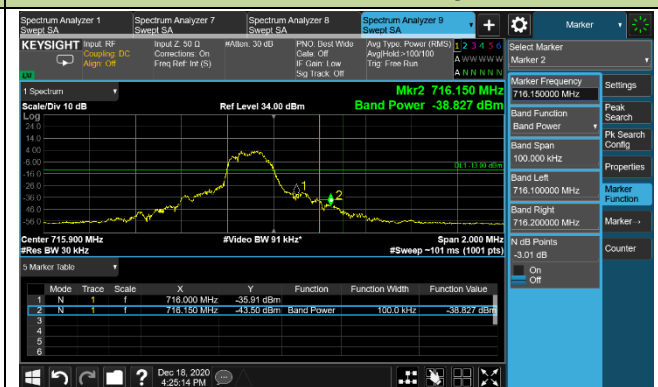 Spectrum Analyzer 1
Swept SA
Spectrum Analyzer 7
Swept SA
Spectrum Analyzer 8
Swept SA
Spectrum Analyzer 9
Swept SA
+
Marker
KEYSIGHT
Input: RF
Coupling: DC
Align: Off
Input Z: 50 Ω
Corrections: On
Freq Ref: Int (S)
#Atten: 30 dB
PNO: Best Wide
Gate: Off
IF Gain: Low
Sig Track: Off
Avg Type: Power (RMS)
Avg|Hold:>100/100
Trig: Free Run
1 2 3 4 5 6
A W W W W W
A N N N N N
LXI
1 Spectrum
Scale/Div 10 dB
Ref Level 34.00 dBm
Mkr2 716.150 MHz
Band Power -38.827 dBm
Log
24.0
14.0
4.00
-6.00
-16.0
-26.0
-36.0
-46.0
-56.0
DL1 -13.00 dBm
1
2
Center 715.900 MHz
#Video BW 91 kHz*
Span 2.000 MHz
#Res BW 30 kHz
#Sweep ~101 ms (1001 pts)
5 Marker Table
Mode Trace Scale X Y Function Function Width Function Value
1 N 1 f 716.000 MHz -35.91 dBm
2 N 1 f 716.150 MHz -43.50 dBm Band Power 100.0 kHz -38.827 dBm
3
4
5
6
Select Marker
Marker 2
Marker Frequency
716.150000 MHz
Band Function
Band Power
Band Span
100.000 kHz
Band Left
716.100000 MHz
Band Right
716.200000 MHz
N dB Points
-3.01 dB
On
Off
Settings
Peak
Search
Pk Search
Config
Properties
Marker
Function
Marker→
Counter
?
Dec 18, 2020
4:25:14 PM